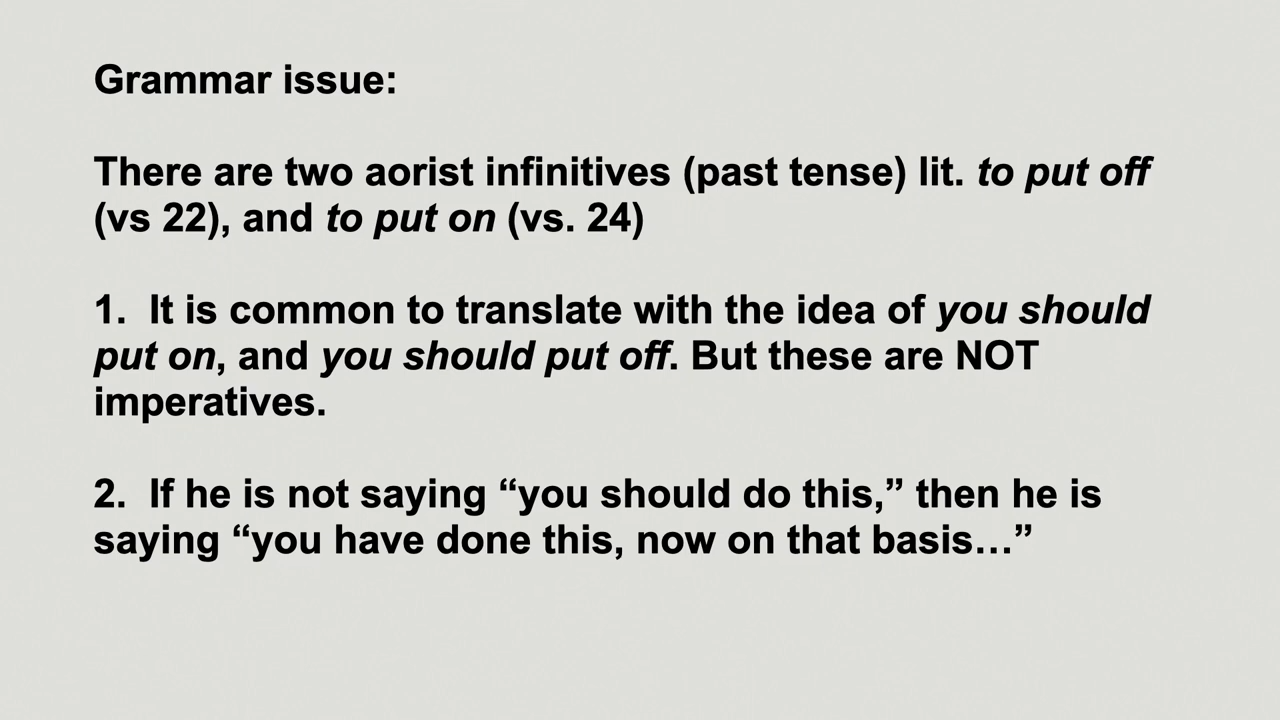 Grammar issue:
There are two aorist infinitives (past tense) lit. to put off
(vs 22), and to put on (vs. 24)
1. It is common to translate with the idea of you should
put on, and you should put off. But these are NOT
imperatives.
2. If he is not saying “you should do this,” then he is
saying “you have done this, now on that basis…”